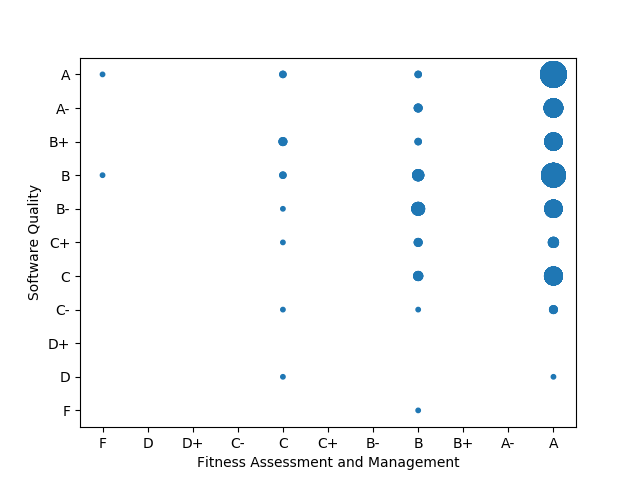 A
A-
B+
B
B-
C+
C
C-
D+
D
F
Software Quality
F D D+ C- C C+ B- B B+ A- A
Fitness Assessment and Management